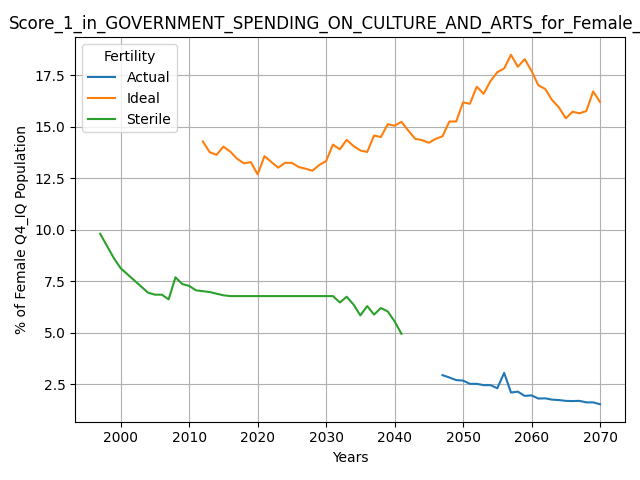 Score_1_in_GOVERNMENT_SPENDING_ON_CULTURE_AND_ARTS_for_Female_
Fertility
Actual
Ideal
Sterile
% of Female Q4_IQ Population
17.5
15.0
12.5
10.0
7.5
5.0
2.5
2000 2010 2020 2030 2040 2050 2060 2070
Years